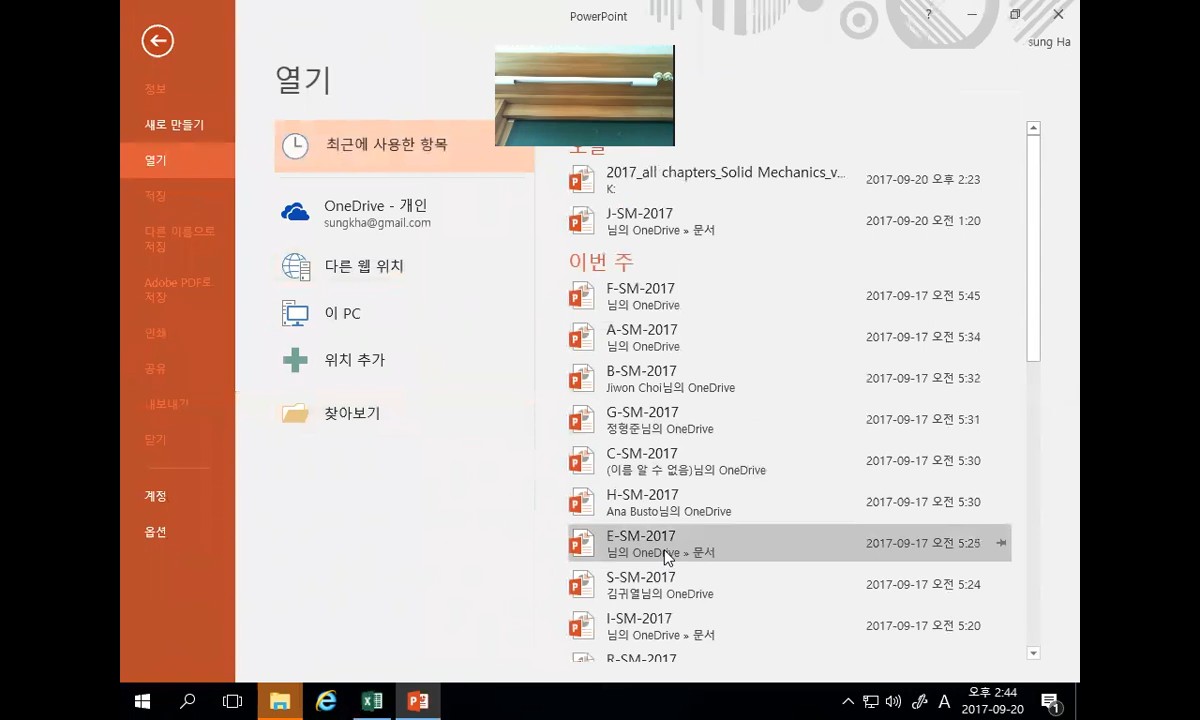 PowerPoint
?
sung Ha
정보
새로 만들기
열기
저장
다른 이름으로
저장
Adobe PDF로
저장
인쇄
공유
내보내기
닫기
계정
옵션
열기
최근에 사용한 항목
OneDrive - 개인
sungkha@gmail.com
다른 웹 위치
이 PC
위치 추가
찾아보기
오늘
2017_all chapters_Solid Mechanics_v... 2017-09-20 오후 2:23
K:
J-SM-2017 2017-09-20 오전 1:20
님의 OneDrive » 문서
이번 주
F-SM-2017 2017-09-17 오전 5:45
님의 OneDrive
A-SM-2017 2017-09-17 오전 5:34
님의 OneDrive
B-SM-2017 2017-09-17 오전 5:32
Jiwon Choi님의 OneDrive
G-SM-2017 2017-09-17 오전 5:31
정형준님의 OneDrive
C-SM-2017 2017-09-17 오전 5:30
(이름 알 수 없음)님의 OneDrive
H-SM-2017 2017-09-17 오전 5:30
Ana Busto님의 OneDrive
E-SM-2017 2017-09-17 오전 5:25
님의 OneDrive » 문서
S-SM-2017 2017-09-17 오전 5:24
김귀열님의 OneDrive
I-SM-2017 2017-09-17 오전 5:20
님의 OneDrive » 문서
R-SM-2017
A 오후 2:44
2017-09-20
1